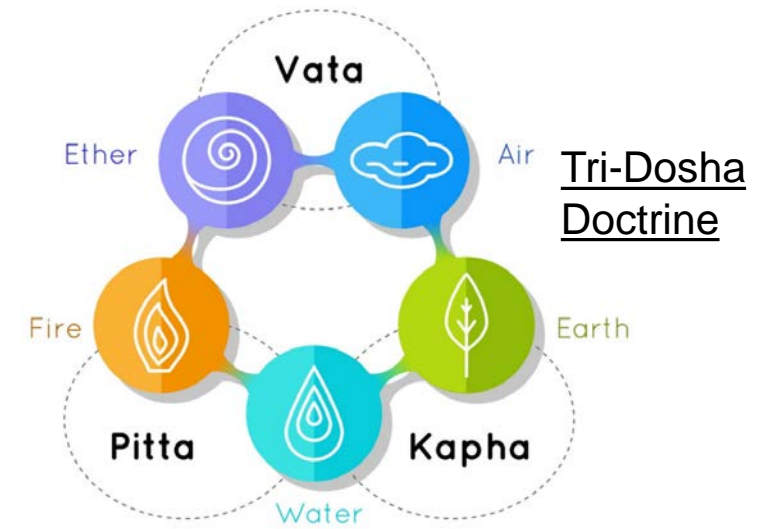 Vata
Ether
Air
Tri-Dosha
Doctrine
Fire
Earth
Pitta
Kapha
Water